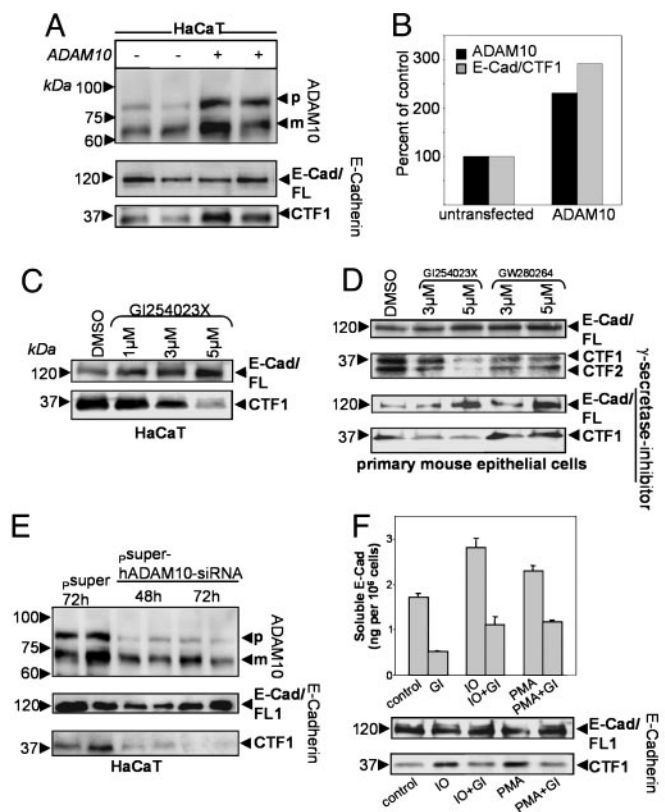 A
HaCaT
ADAM10 - - + +
kDa
100
75
60
p
m
ADAM10
120
E-Cad/
FL
37
CTF1
E-Cadherin
B
ADAM10
E-Cad/CTF1
Percent of control
300
200
100
untransfected ADAM10
C
GI254023X
DMSO 1µM 3µM 5µM
kDa
120
E-Cad/
FL
37
CTF1
HaCaT
D
GI254023X GW280264
DMSO 3µM 5µM 3µM 5µM
120
E-Cad/
FL
37
CTF1
CTF2
120
E-Cad/
FL
37
CTF1
γ-secretase-inhibitor
primary mouse epithelial cells
E
psuper-
psuper hADAM10-siRNA
72h 48h 72h
100
75
60
p
m
ADAM10
120
E-Cad/
FL1
37
CTF1
E-Cadherin
HaCaT
F
Soluble E-Cad
(ng per 10⁶ cells)
3
2
1
0
control GI IO IO+GI PMA PMA+GI
120
E-Cad/
FL1
37
CTF1
E-Cadherin
control IO IO+GI PMA PMA+GI